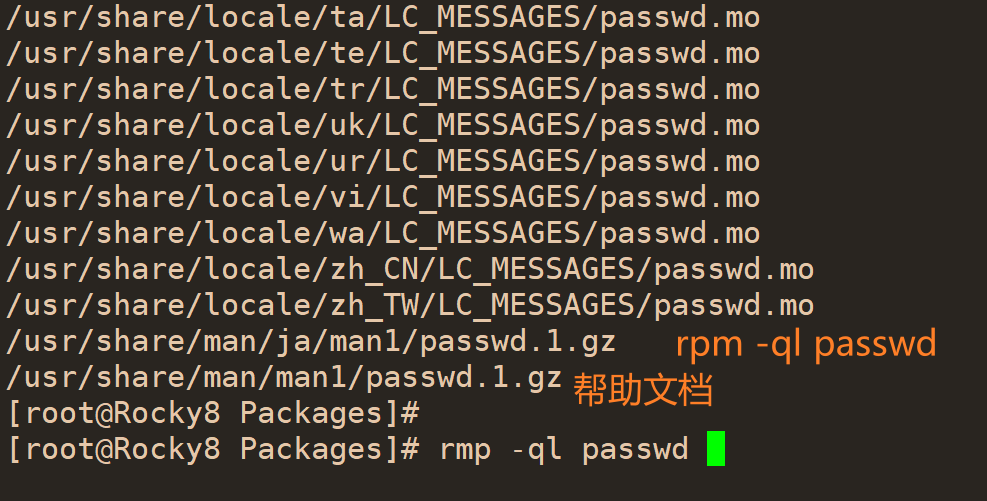 /usr/share/locale/ta/LC_MESSAGES/passwd.mo
/usr/share/locale/te/LC_MESSAGES/passwd.mo
/usr/share/locale/tr/LC_MESSAGES/passwd.mo
/usr/share/locale/uk/LC_MESSAGES/passwd.mo
/usr/share/locale/ur/LC_MESSAGES/passwd.mo
/usr/share/locale/vi/LC_MESSAGES/passwd.mo
/usr/share/locale/wa/LC_MESSAGES/passwd.mo
/usr/share/locale/zh_CN/LC_MESSAGES/passwd.mo
/usr/share/locale/zh_TW/LC_MESSAGES/passwd.mo
/usr/share/man/ja/man1/passwd.1.gz rpm -ql passwd
/usr/share/man/man1/passwd.1.gz 帮助文档
[root@Rocky8 Packages]#
[root@Rocky8 Packages]# rmp -ql passwd